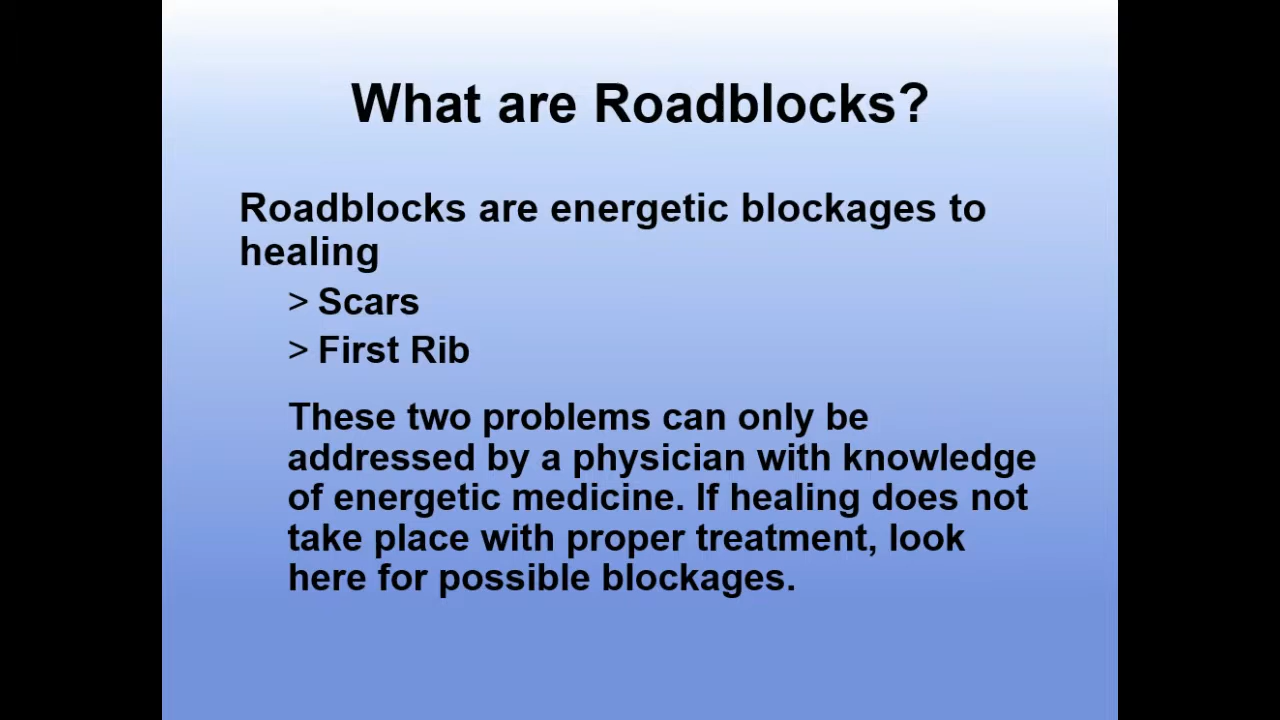 What are Roadblocks?
Roadblocks are energetic blockages to
healing
> Scars
> First Rib
These two problems can only be
addressed by a physician with knowledge
of energetic medicine. If healing does not
take place with proper treatment, look
here for possible blockages.